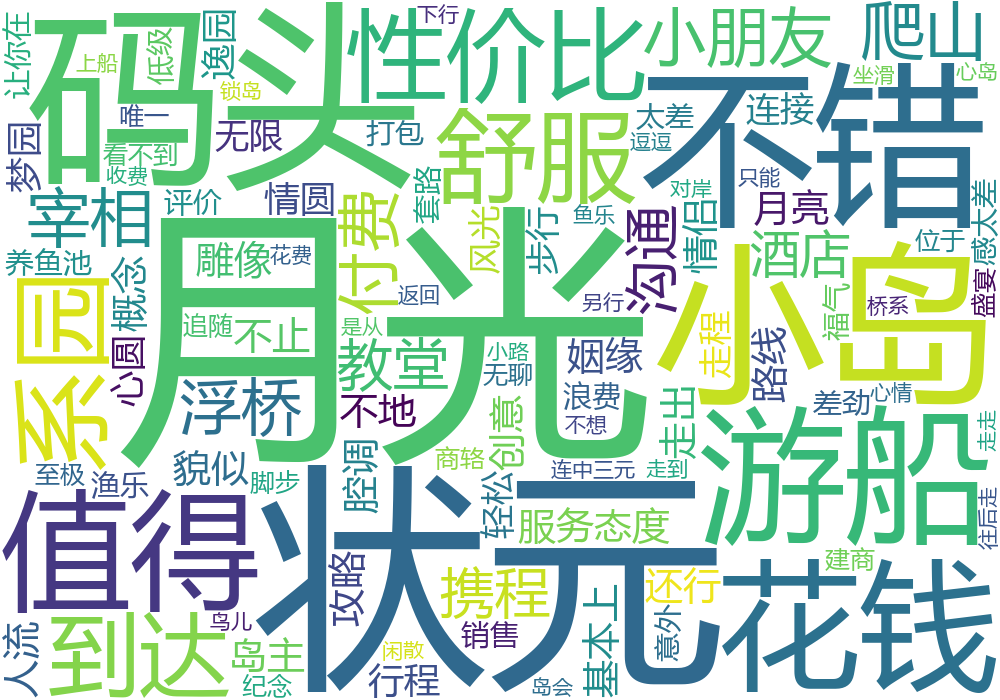 下行
让你在
码头
低级
逸园
性价比
小朋友
爬山
上船
锁岛
坐滑
心岛
唯一
梦园
无限
打包
舒服
太差
逗逗
连接
不错
看不到
收费
宰相
评价
情圆
付费
套路
风光
步行
鱼乐
沟通
对岸
情侣
只能
月亮
感太差
养鱼池
概念
雕像
花费
月光
返回
另行
小岛
酒店
位于
福气
桥系
盛宴
系园
追随
不止
是从
心圆
教堂
小路
无聊
姻缘
走程
路线
浮桥
不地
创意
浪费
不想
走出
差劲
心情
游船
走走
貌似
脚步
腔调
商辂
轻松
连中三元
走到
至极
渔乐
值得
状元
服务态度
往后走
花钱
建商
攻略
携程
还行
基本上
意外
人流
到达
鸟儿
岛主
纪念
闲散
行程
销售
岛会